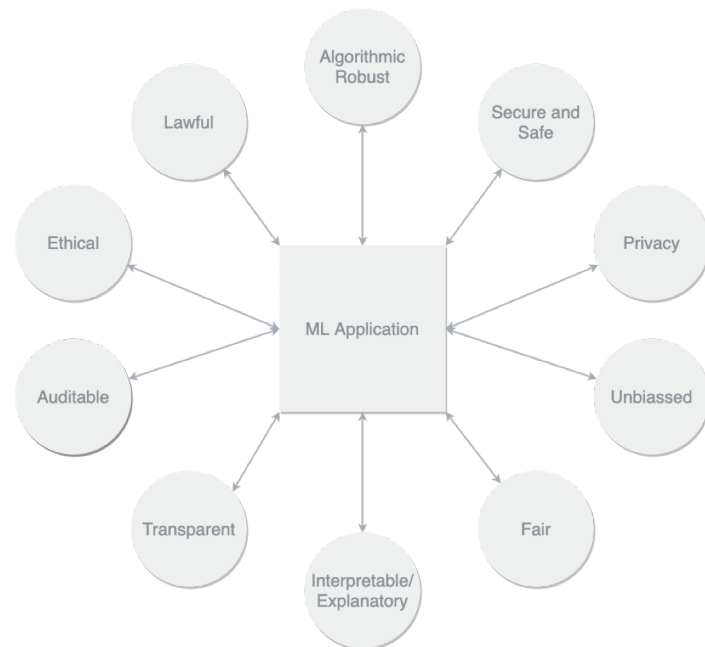 Algorithmic
Robust
Lawful
Secure and
Safe
Ethical
Privacy
ML Application
Auditable
Unbiassed
Transparent
Fair
Interpretable/
Explanatory